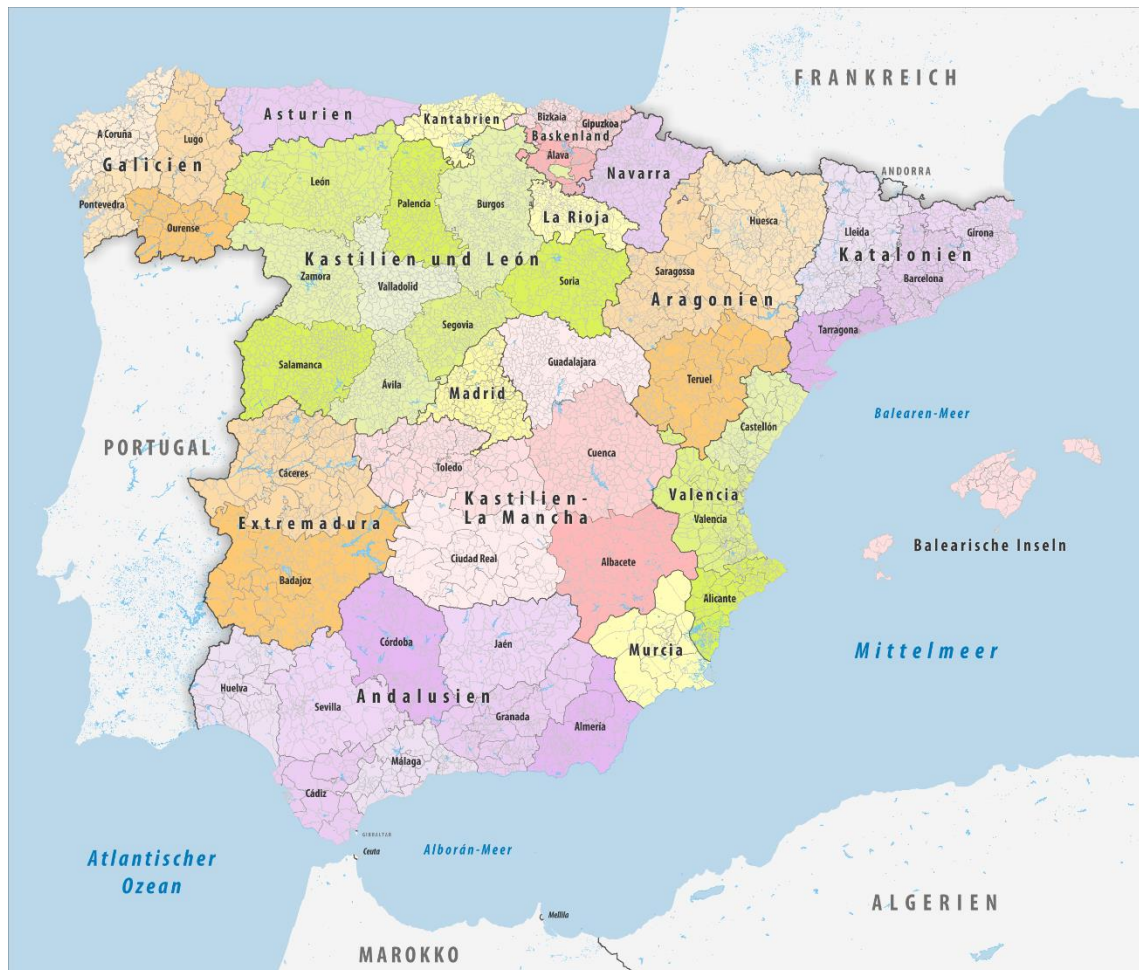 FRANKREICH
Asturien
Kantabrien
Bizkaia
Gipuzkoa
Baskenland
Álava
A Coruña
Lugo
Galicien
Navarra
ANDORRA
León
Palencia
Burgos
La Rioja
Huesca
Lleida
Girona
Pontevedra
Ourense
Kastilien und León
Katalonien
Zamora
Valladolid
Soria
Saragossa
Aragonien
Barcelona
Segovia
Tarragona
Salamanca
Ávila
Madrid
Guadalajara
Teruel
Balearen-Meer
PORTUGAL
Castellón
Cáceres
Toledo
Cuenca
Kastilien-
La Mancha
Valencia
Valencia
Extremadura
Balearische Inseln
Ciudad Real
Albacete
Badajoz
Alicante
Córdoba
Jaén
Murcia
Mittelmeer
Huelva
Andalusien
Sevilla
Granada
Almería
Málaga
Cádiz
GIBRALTAR
Ceuta
Alborán-Meer
Atlantischer
Ozean
Melilla
ALGERIEN
MAROKKO